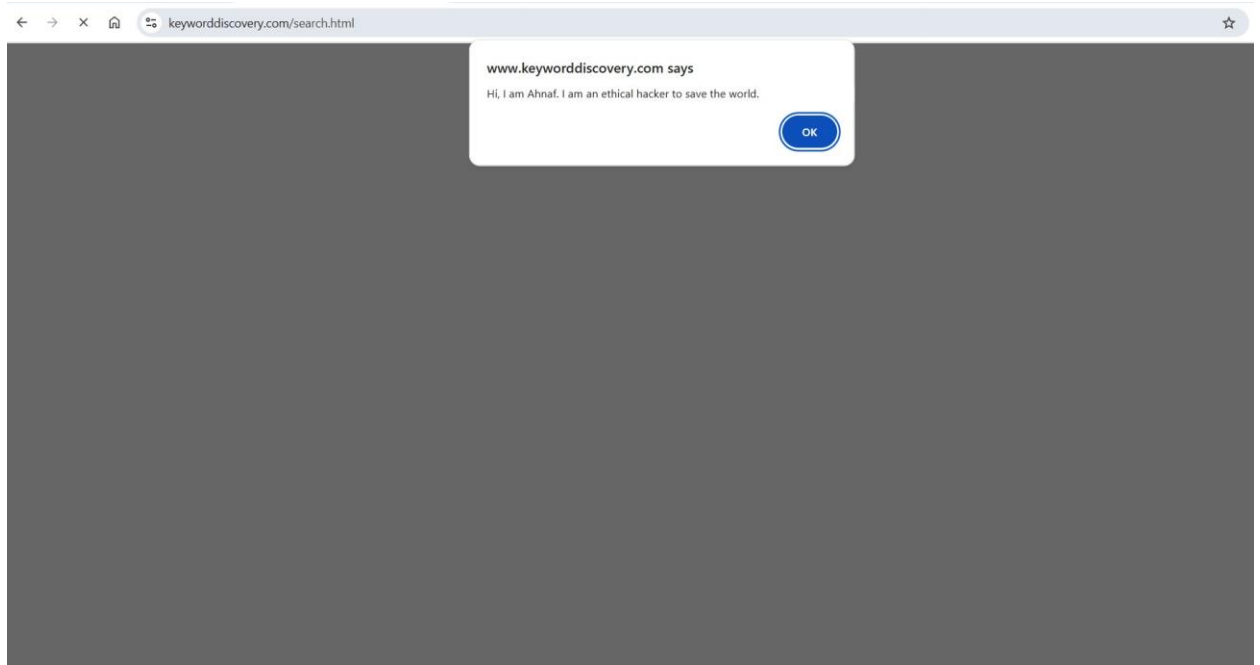 keyworddiscovery.com/search.html
www.keyworddiscovery.com says
Hi, I am Ahnaf. I am an ethical hacker to save the world.
OK